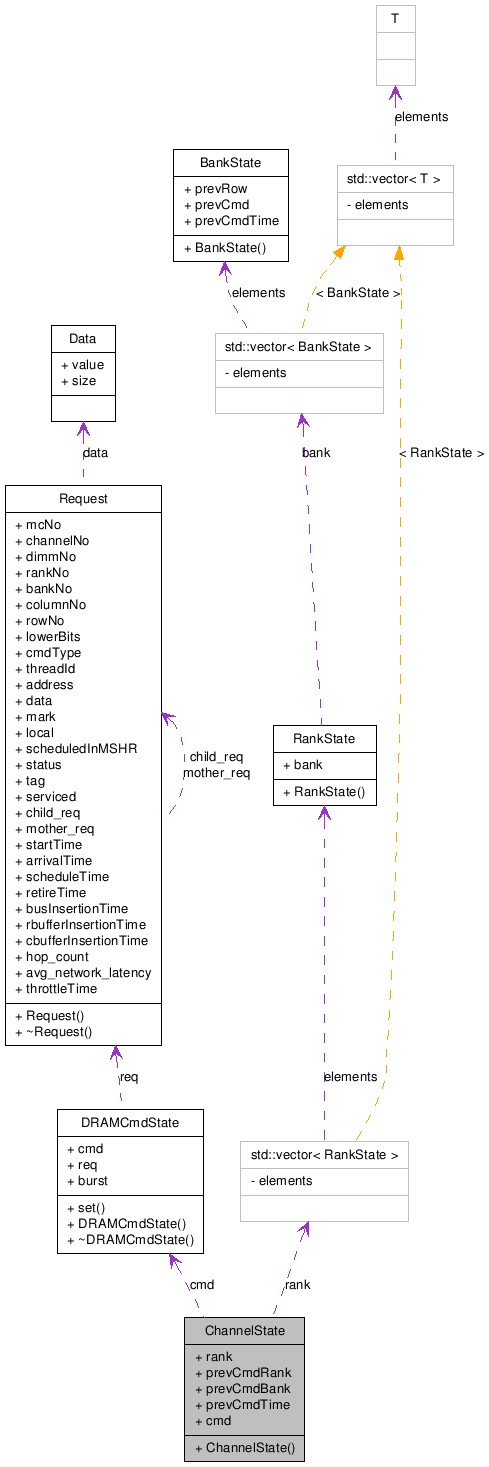 T
elements
std::vector< T >
- elements
BankState
+ prevRow
+ prevCmd
+ prevCmdTime
+ BankState()
elements
< BankState >
std::vector< BankState >
- elements
Data
+ value
+ size
data
bank
< RankState >
Request
+ mcNo
+ channelNo
+ dimmNo
+ rankNo
+ bankNo
+ columnNo
+ rowNo
+ lowerBits
+ cmdType
+ threadId
+ address
+ data
+ mark
+ local
+ scheduledInMSHR
+ status
+ tag
+ serviced
+ child_req
+ mother_req
+ startTime
+ arrivalTime
+ scheduleTime
+ retireTime
+ busInsertionTime
+ rbufferInsertionTime
+ cbufferInsertionTime
+ hop_count
+ avg_network_latency
+ throttleTime
+ Request()
+ ~Request()
child_req
mother_req
RankState
+ bank
+ RankState()
req
elements
DRAMCmdState
+ cmd
+ req
+ burst
+ set()
+ DRAMCmdState()
+ ~DRAMCmdState()
std::vector< RankState >
- elements
cmd
rank
ChannelState
+ rank
+ prevCmdRank
+ prevCmdBank
+ prevCmdTime
+ cmd
+ ChannelState()